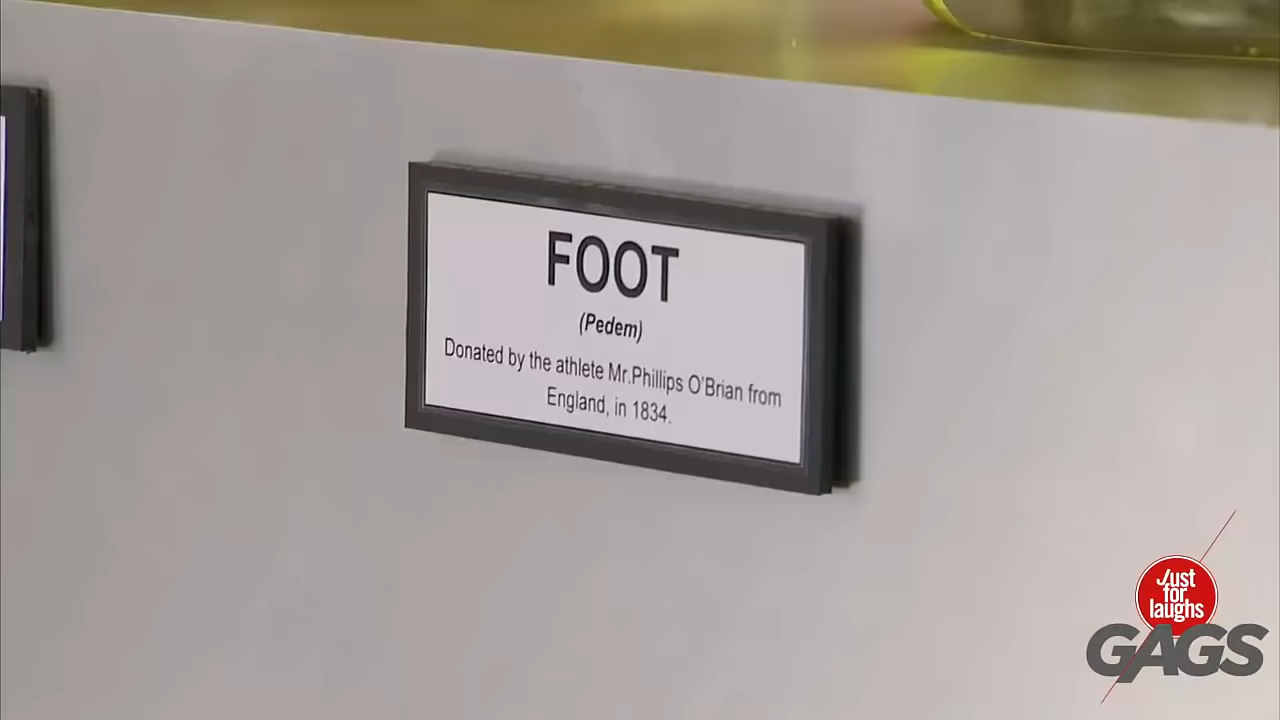 FOOT
(Pedem)
Donated by the athlete Mr.Phillips O'Brian from
England, in 1834.
Just
for
laughs
GAGS